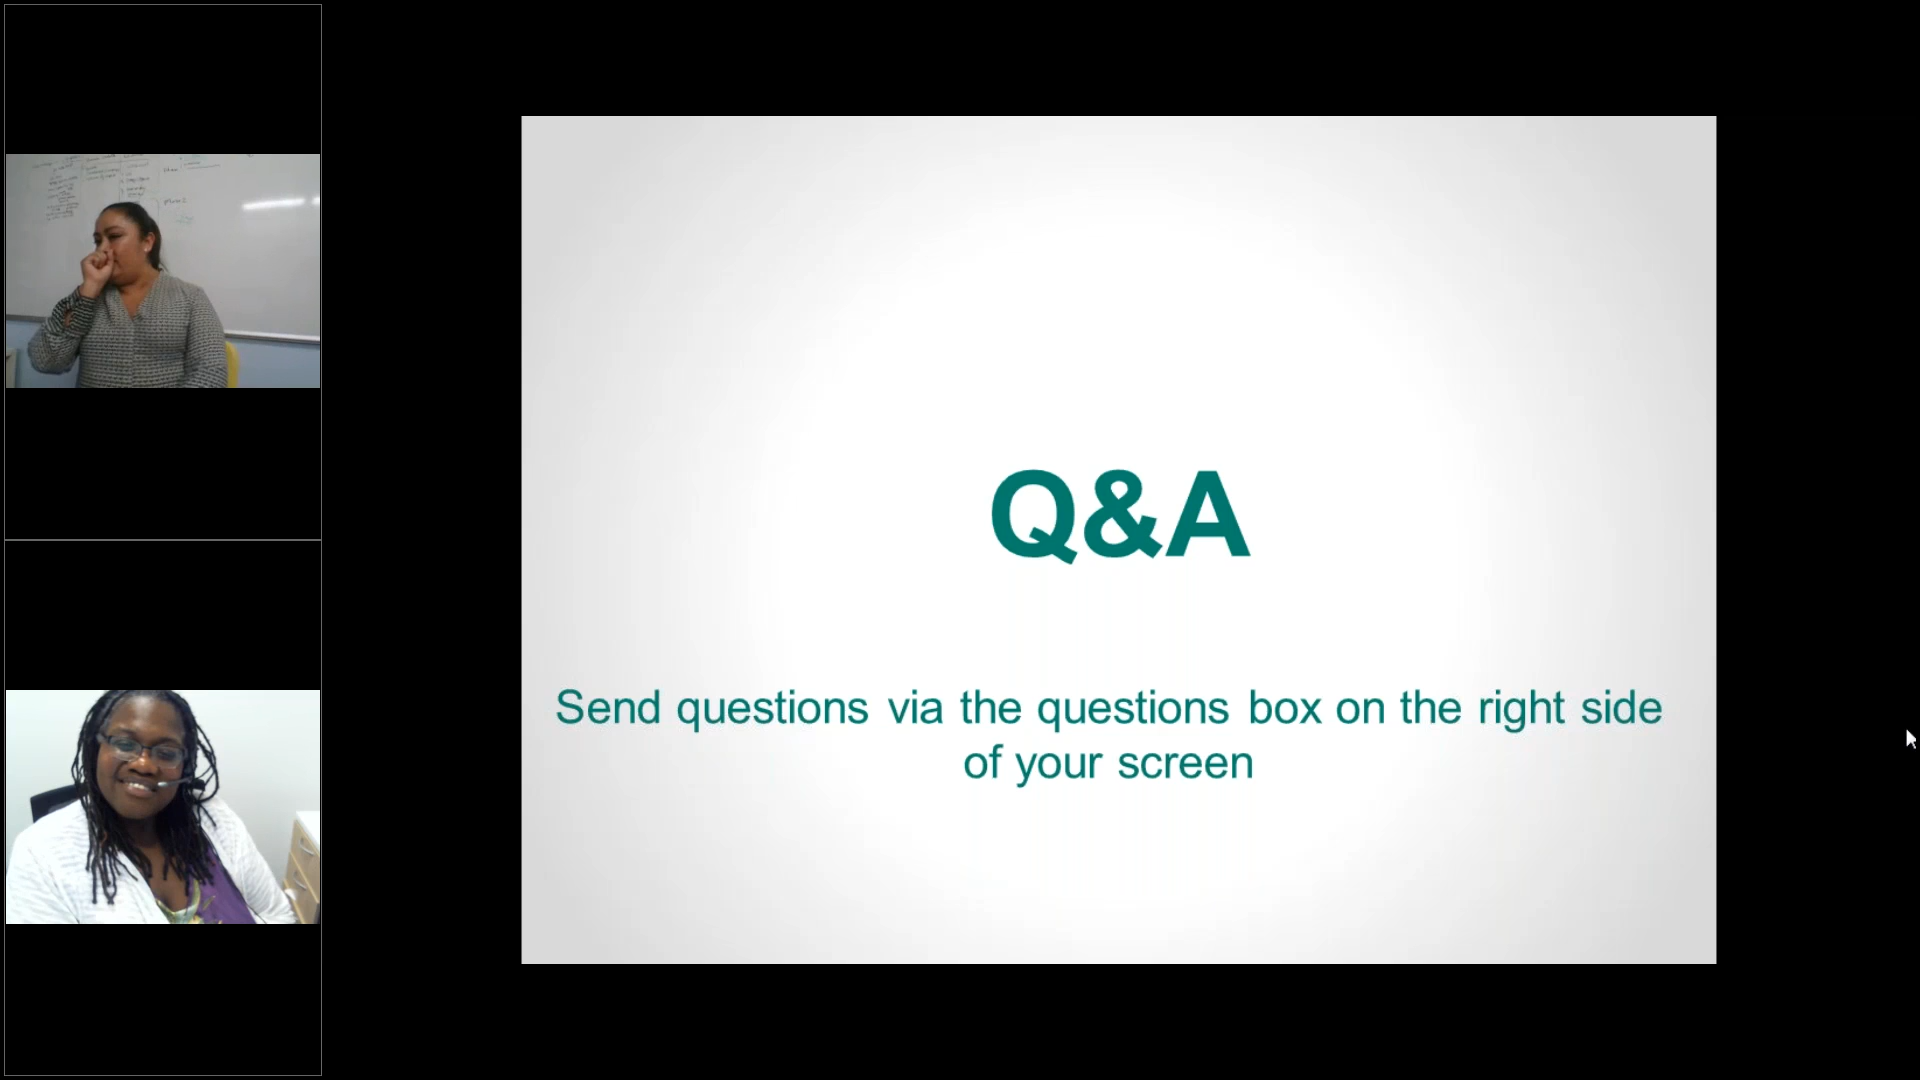 Q&A
Send questions via the questions box on the right side
of your screen